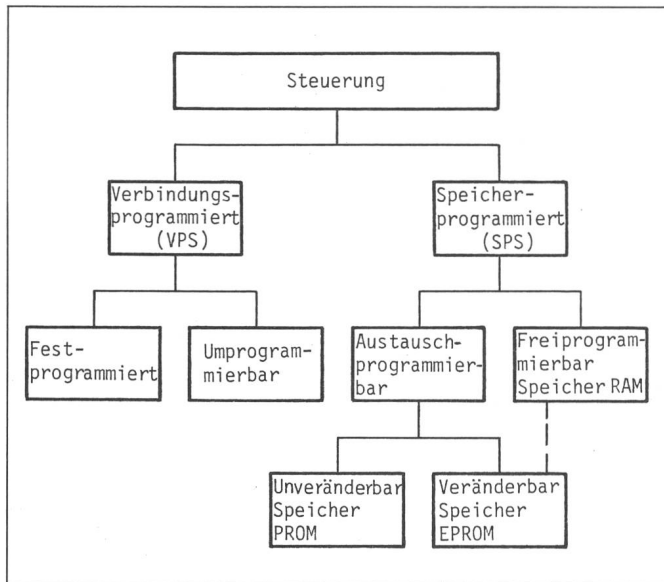 Steuerung
Verbindungs-
programmiert
(VPS)
Speicher-
programmiert
(SPS)
Fest-
programmiert
Umprogram-
mierbar
Austausch-
programmier-
bar
Freiprogram-
mierbar
Speicher RAM
Unveränderbar
Speicher
PROM
Veränderbar
Speicher
EPROM